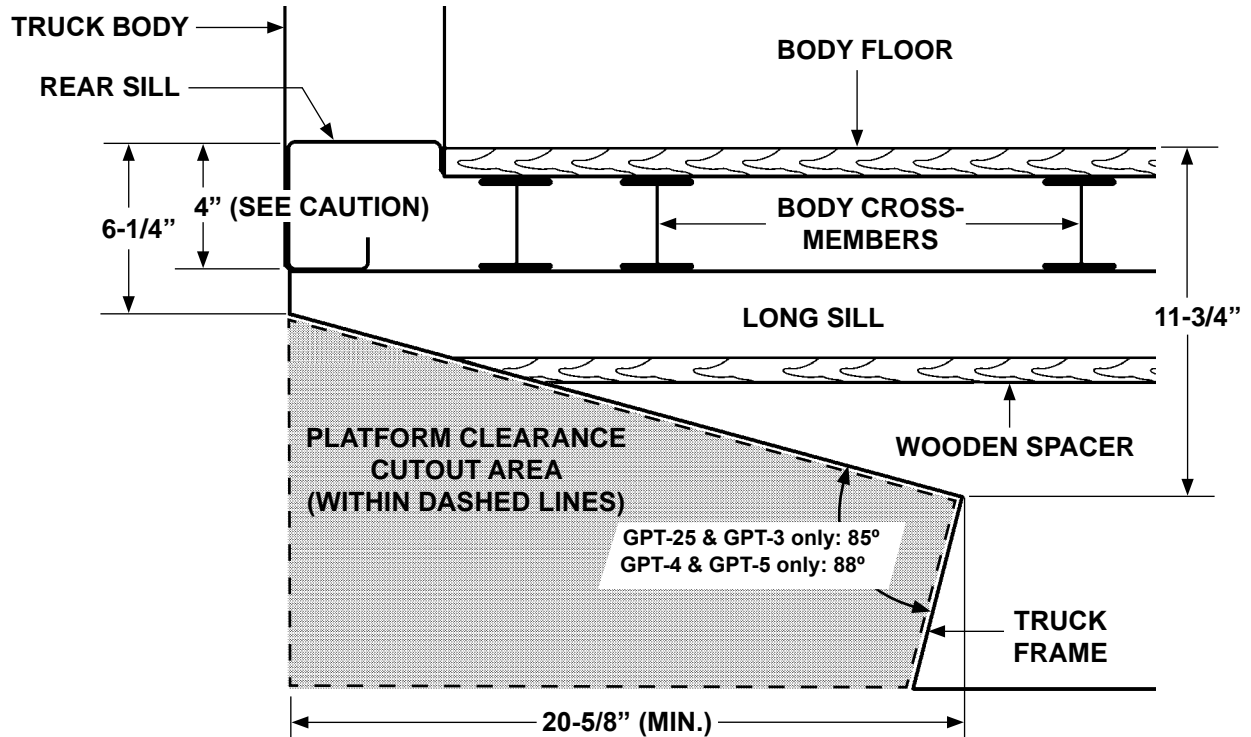 TRUCK BODY
REAR SILL
BODY FLOOR
4” (SEE CAUTION)
6-1/4”
BODY CROSS-
MEMBERS
LONG SILL
11-3/4”
PLATFORM CLEARANCE
CUTOUT AREA
(WITHIN DASHED LINES)
WOODEN SPACER
GPT-25 & GPT-3 only: 85º
GPT-4 & GPT-5 only: 88º
TRUCK
FRAME
20-5/8” (MIN.)